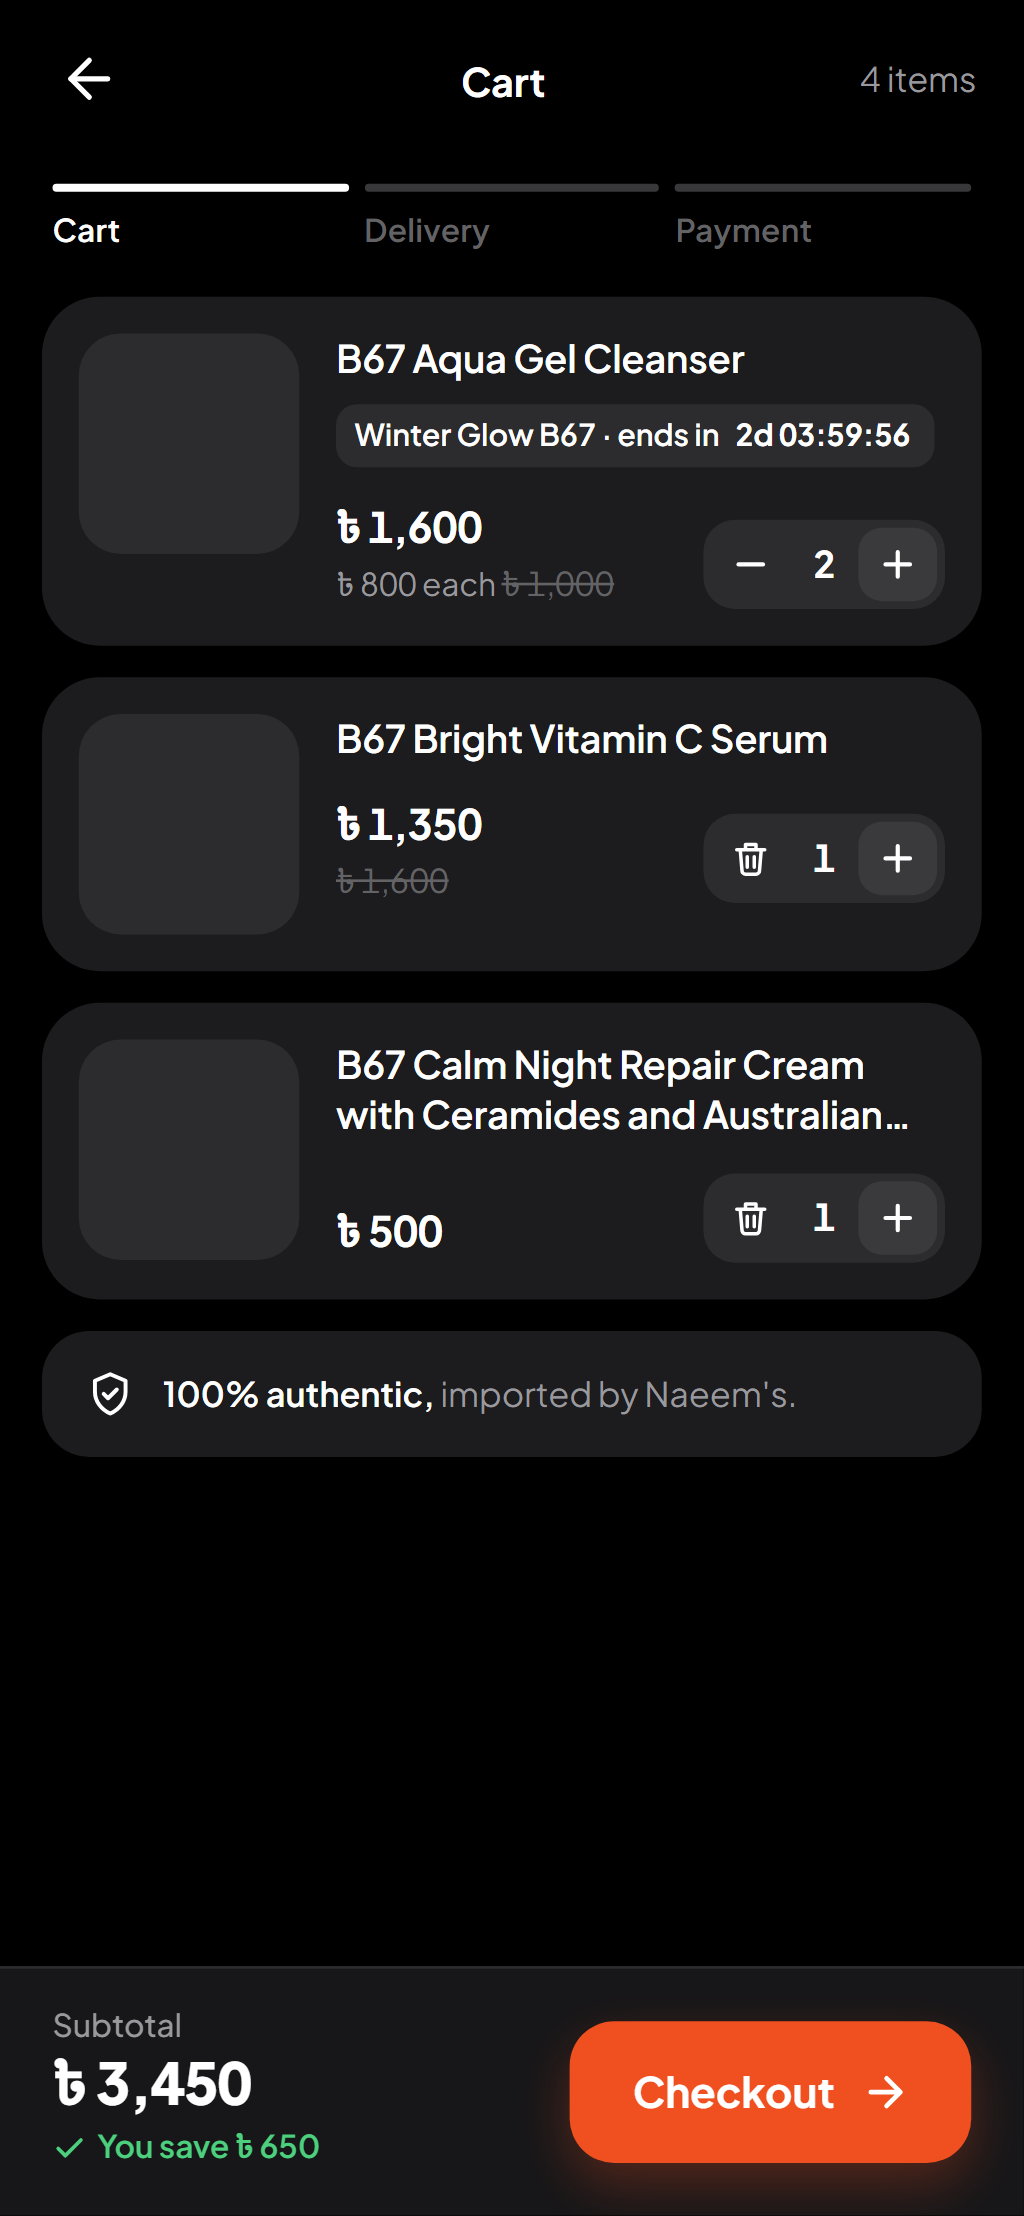 Cart
4 items
Cart
Delivery
Payment
B67 Aqua Gel Cleanser
Winter Glow B67 · ends in 2d 03:59:56
৳ 1,600
৳ 800 each ৳ 1,000
2
B67 Bright Vitamin C Serum
৳ 1,350
৳ 1,600
1
B67 Calm Night Repair Cream
with Ceramides and Australian…
৳ 500
1
100% authentic, imported by Naeem's.
Subtotal
৳ 3,450
You save ৳ 650
Checkout